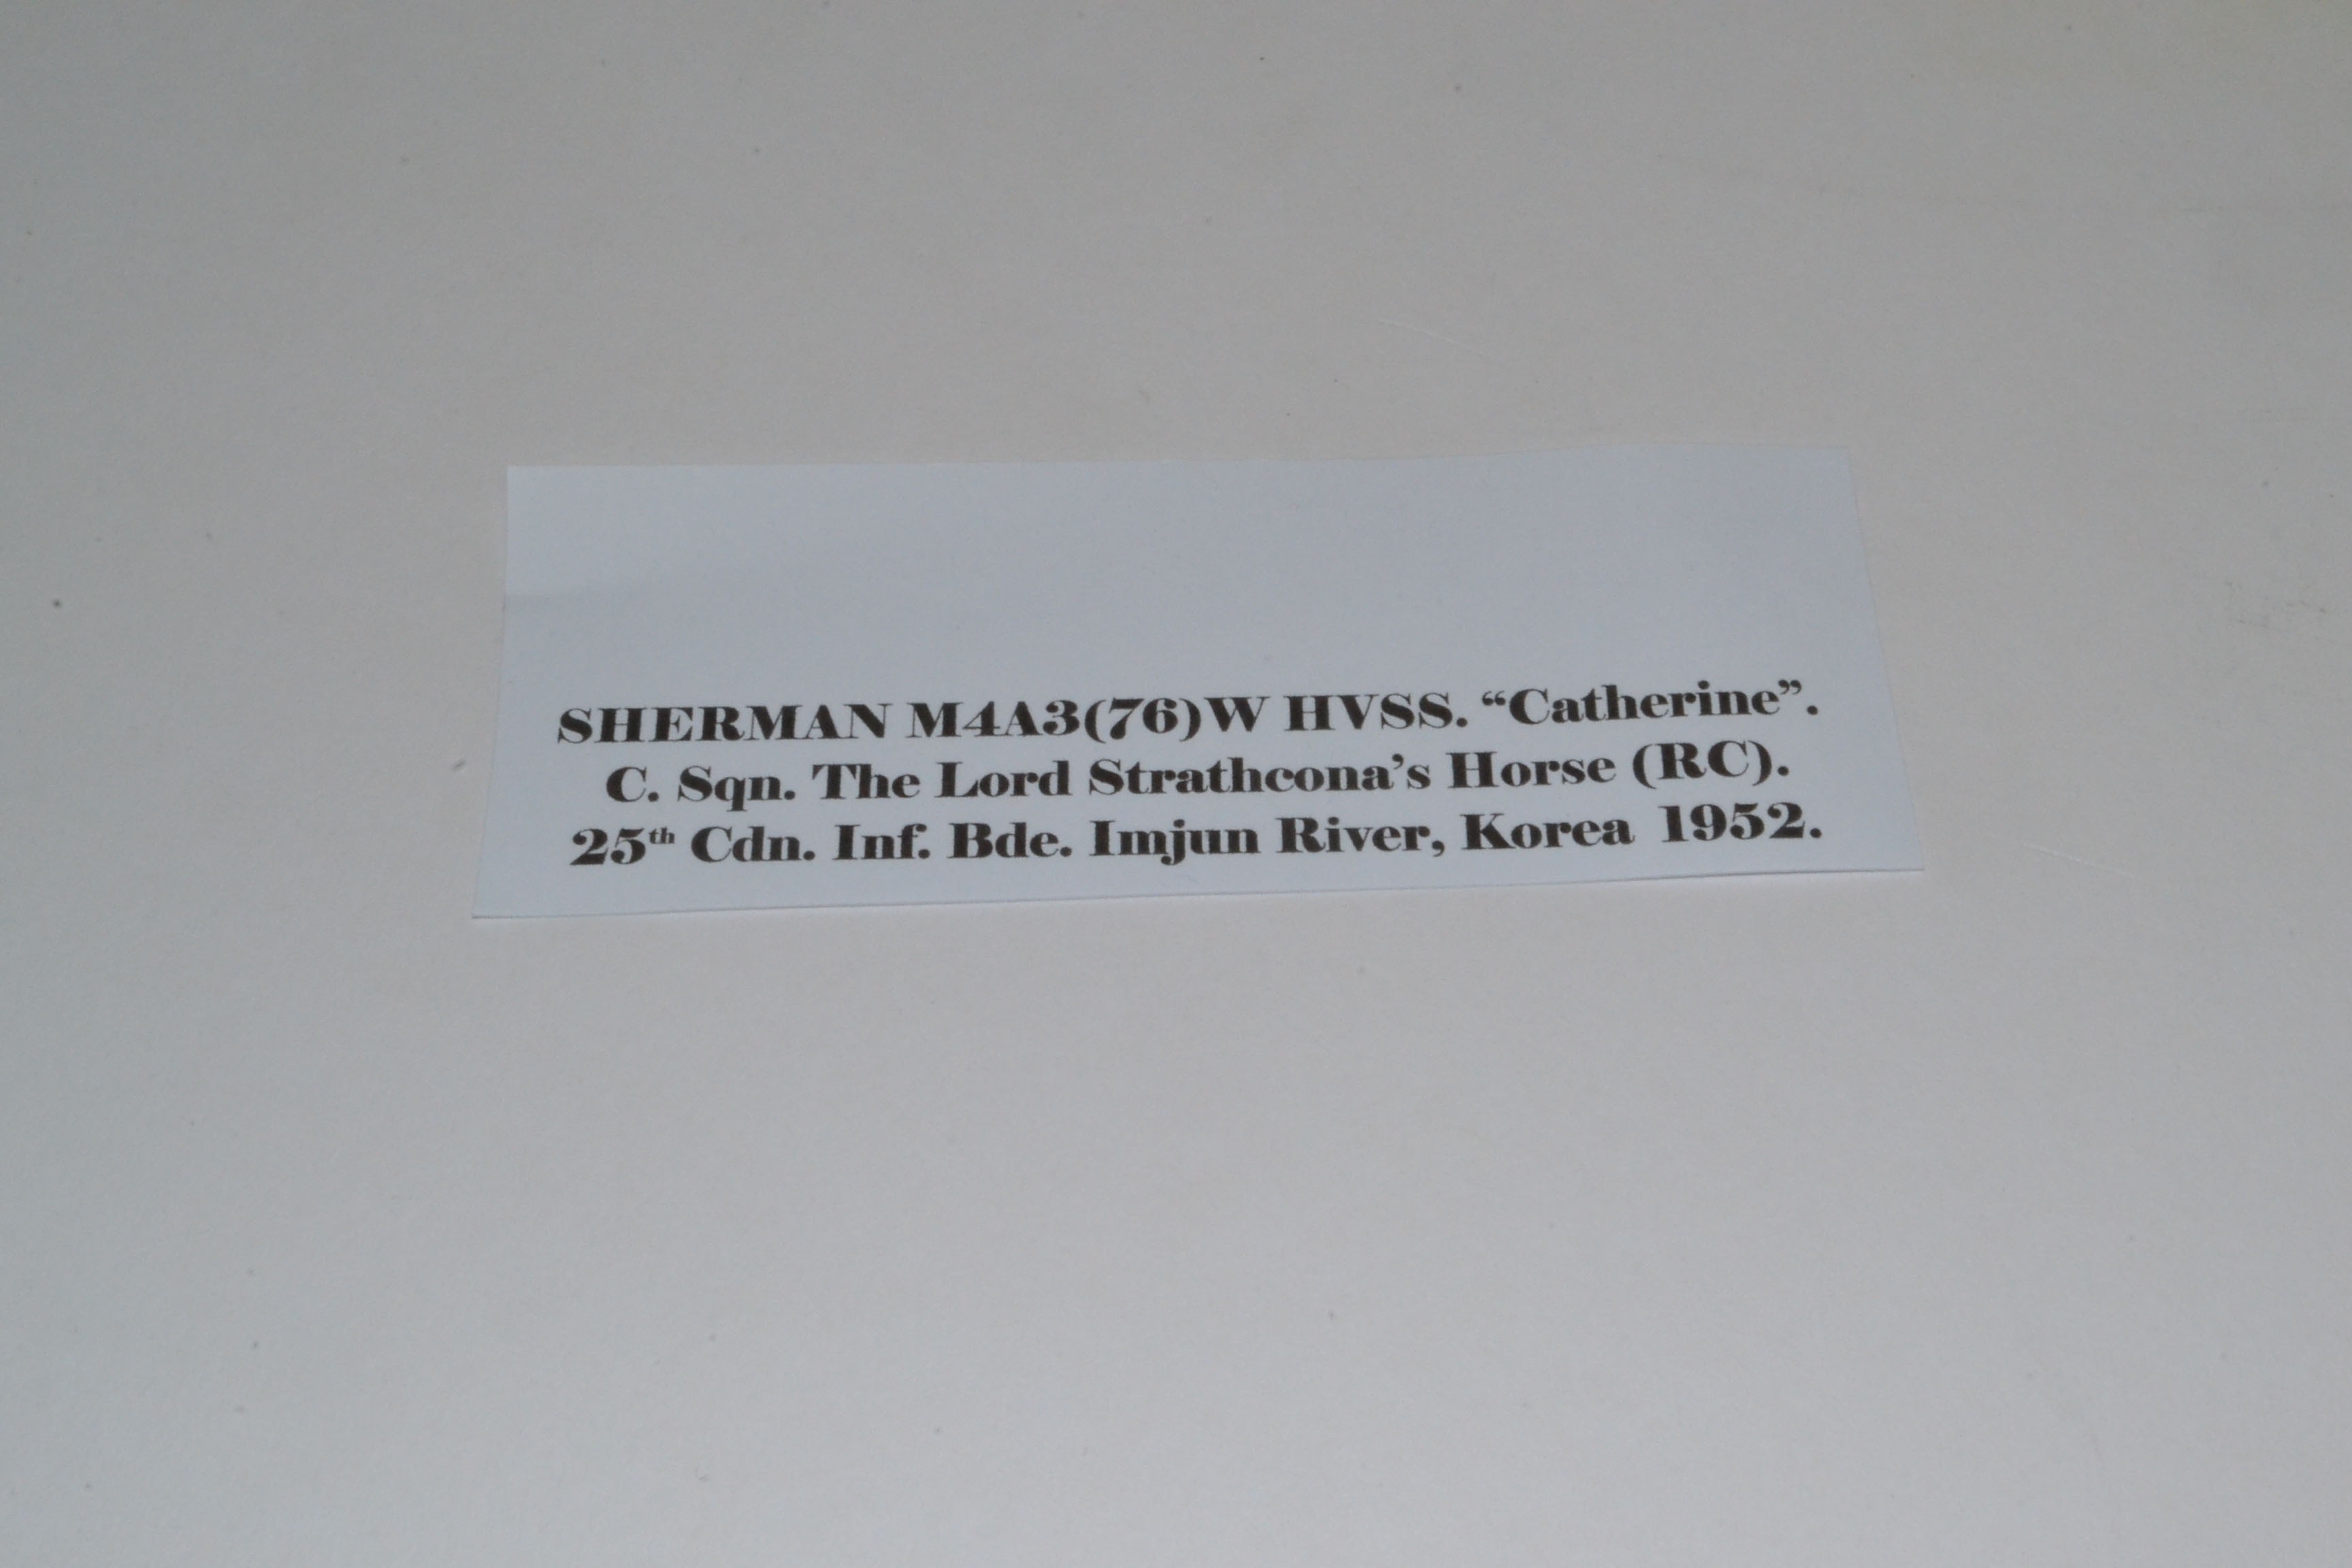 SHERMAN M4A3(76)W HVSS. “Catherine”.
C. Sqn. The Lord Strathcona’s Horse (RC).
25th Cdn. Inf. Bde. Imjun River, Korea 1952.